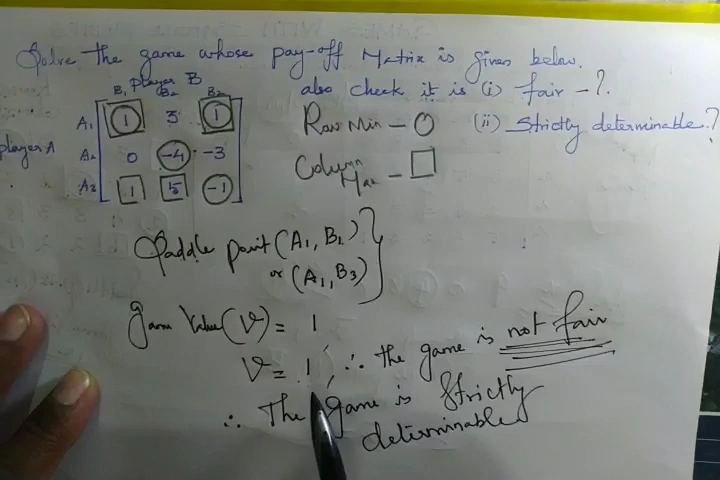 Solve the game whose pay-off Matrix is given below.
also check it is (i) fair - ?.
(ii) Strictly determinable ?
Player B
B₁ B₂ B₃
Player A
A₁ 1 3 1
A₂ 0 -4 -3
A₃ 1 5 -1
Row Min - ○
Column Max - □
Saddle point (A₁, B₁)
or (A₁, B₃)
Game Value (V) = 1
V = 1, ∴ the game is not fair
∴ The game is Strictly
determinable